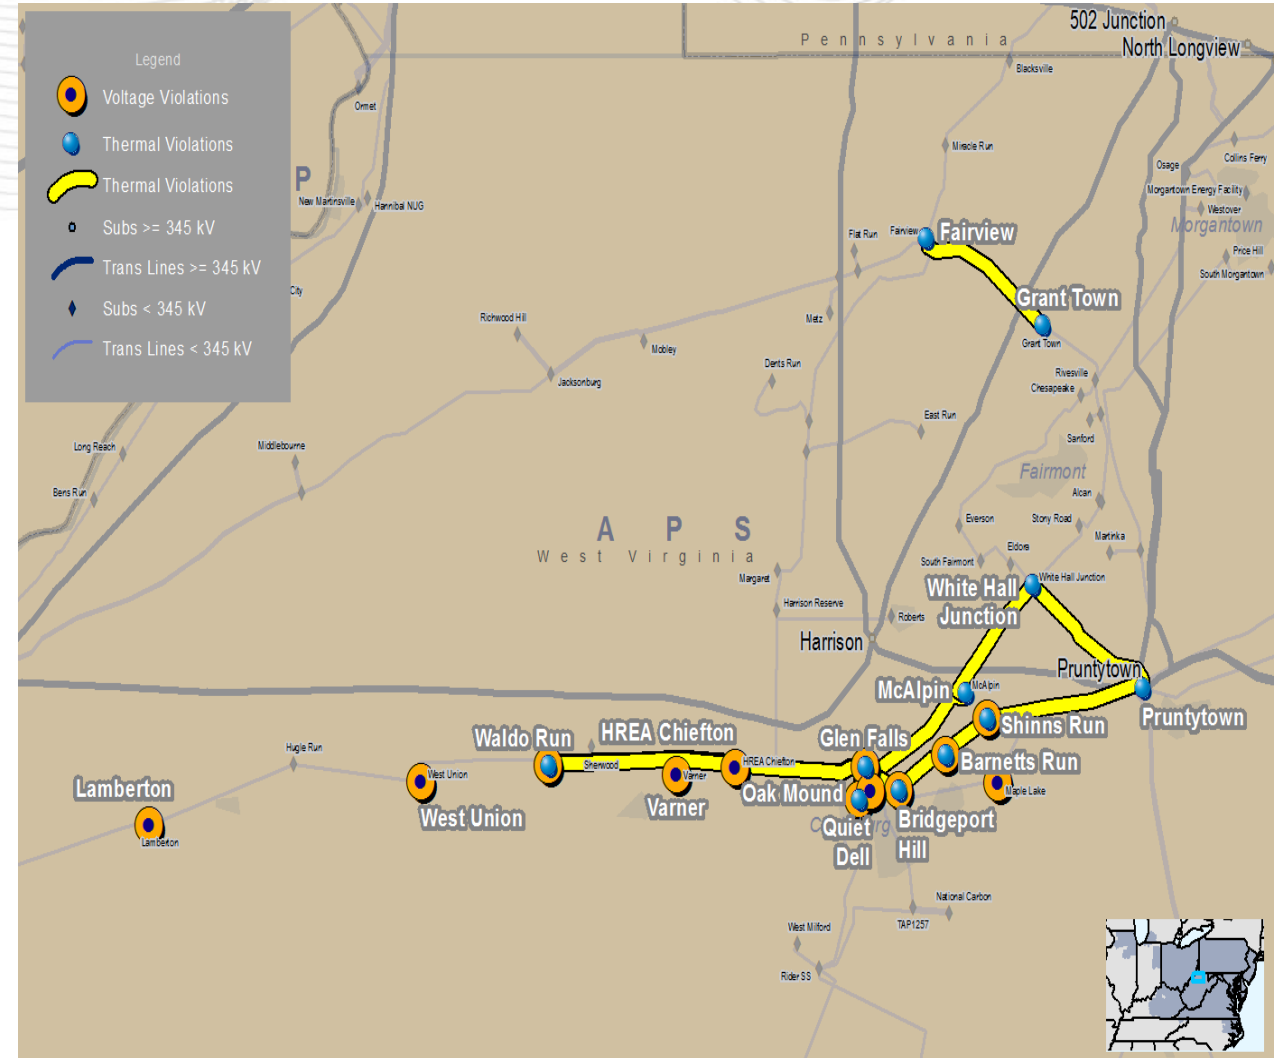 502 Junction
North Longview
Pennsylvania
Blacksville
Legend
Voltage Violations
Thermal Violations
Thermal Violations
Subs >= 345 kV
Trans Lines >= 345 kV
Subs < 345 kV
Trans Lines < 345 kV
Ormet
P
New Martinsville
Hannibal NUG
City
Miracle Run
Osage
Collins Ferry
Morgantown Energy Facility
Westover
Morgantown
Price Hill
South Morgantown
Flat Run
Fairview
Fairview
Grant Town
Grant Town
Metz
Richwood Hill
Mobley
Jacksonburg
Dents Run
Rivesville
Chesapeake
East Run
Sanford
Long Reach
Middlebourne
Bens Run
Fairmont
Alcan
A P S
West Virginia
Everson
Stony Road
Martinka
Eldora
South Fairmont
Margaret
White Hall Junction
White Hall
Junction
Harrison Reserve
Roberts
Harrison
Pruntytown
McAlpin
McAlpin
Pruntytown
Shinns Run
Glen Falls
Waldo Run
HREA Chiefton
Hugle Run
Sherwood
HREA Chiefton
Barnetts Run
West Union
Varner
Lamberton
Oak Mound
Maple Lake
Varner
West Union
Bridgeport
Hill
Quiet
Dell
Lamberton
National Carbon
TAP1257
West Milford
Rider SS